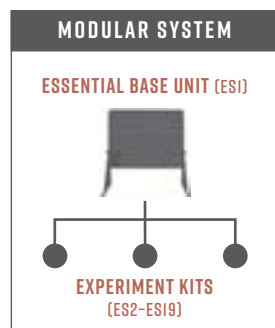 MODULAR SYSTEM
ESSENTIAL BASE UNIT (ES1)
EXPERIMENT KITS
(ES2-ES19)